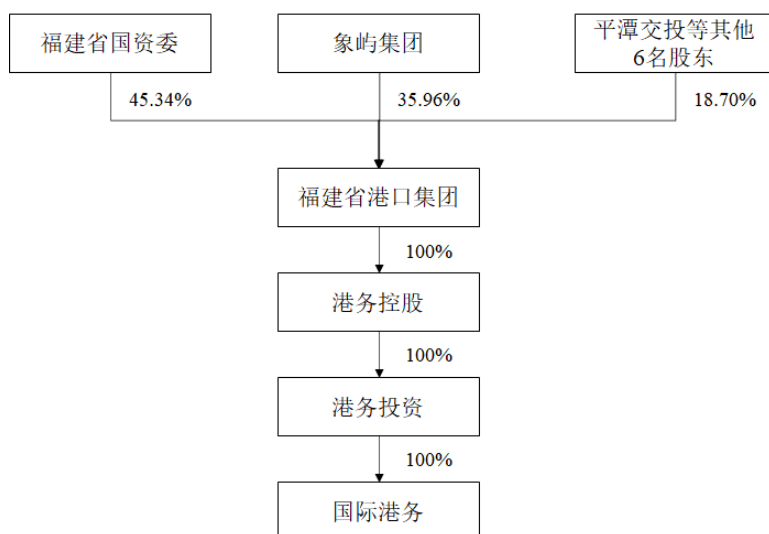 福建省国资委
象屿集团
平潭交投等其他
6名股东
45.34%
35.96%
18.70%
福建省港口集团
100%
港务控股
100%
港务投资
100%
国际港务